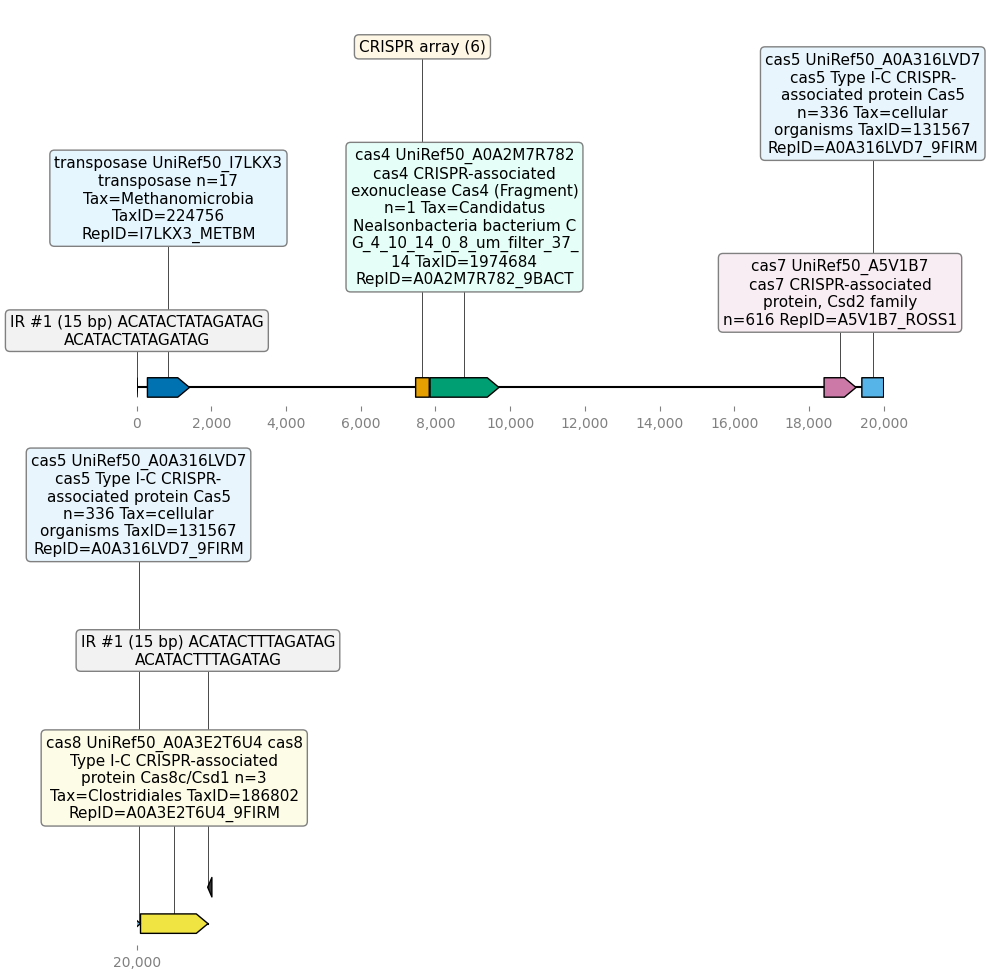 CRISPR array (6)
cas5 UniRef50_A0A316LVD7
cas5 Type I-C CRISPR-
associated protein Cas5
n=336 Tax=cellular
organisms TaxID=131567
RepID=A0A316LVD7_9FIRM
transposase UniRef50_I7LKX3
transposase n=17
Tax=Methanomicrobia
TaxID=224756
RepID=I7LKX3_METBM
cas4 UniRef50_A0A2M7R782
cas4 CRISPR-associated
exonuclease Cas4 (Fragment)
n=1 Tax=Candidatus
Nealsonbacteria bacterium C
G_4_10_14_0_8_um_filter_37_
14 TaxID=1974684
RepID=A0A2M7R782_9BACT
cas7 UniRef50_A5V1B7
cas7 CRISPR-associated
protein, Csd2 family
n=616 RepID=A5V1B7_ROSS1
IR #1 (15 bp) ACATACTATAGATAG
ACATACTATAGATAG
0 2,000 4,000 6,000 8,000 10,000 12,000 14,000 16,000 18,000 20,000
cas5 UniRef50_A0A316LVD7
cas5 Type I-C CRISPR-
associated protein Cas5
n=336 Tax=cellular
organisms TaxID=131567
RepID=A0A316LVD7_9FIRM
IR #1 (15 bp) ACATACTTTAGATAG
ACATACTTTAGATAG
cas8 UniRef50_A0A3E2T6U4 cas8
Type I-C CRISPR-associated
protein Cas8c/Csd1 n=3
Tax=Clostridiales TaxID=186802
RepID=A0A3E2T6U4_9FIRM
20,000